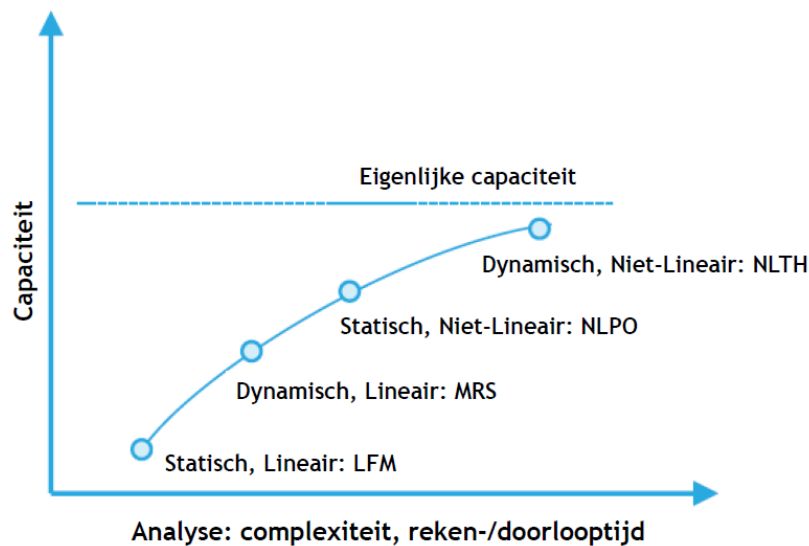 Eigenlijke capaciteit
Capaciteit
Dynamisch, Niet-Lineair: NLTH
Statisch, Niet-Lineair: NLPO
Dynamisch, Lineair: MRS
Statisch, Lineair: LFM
Analyse: complexiteit, reken-/doorlooptijd